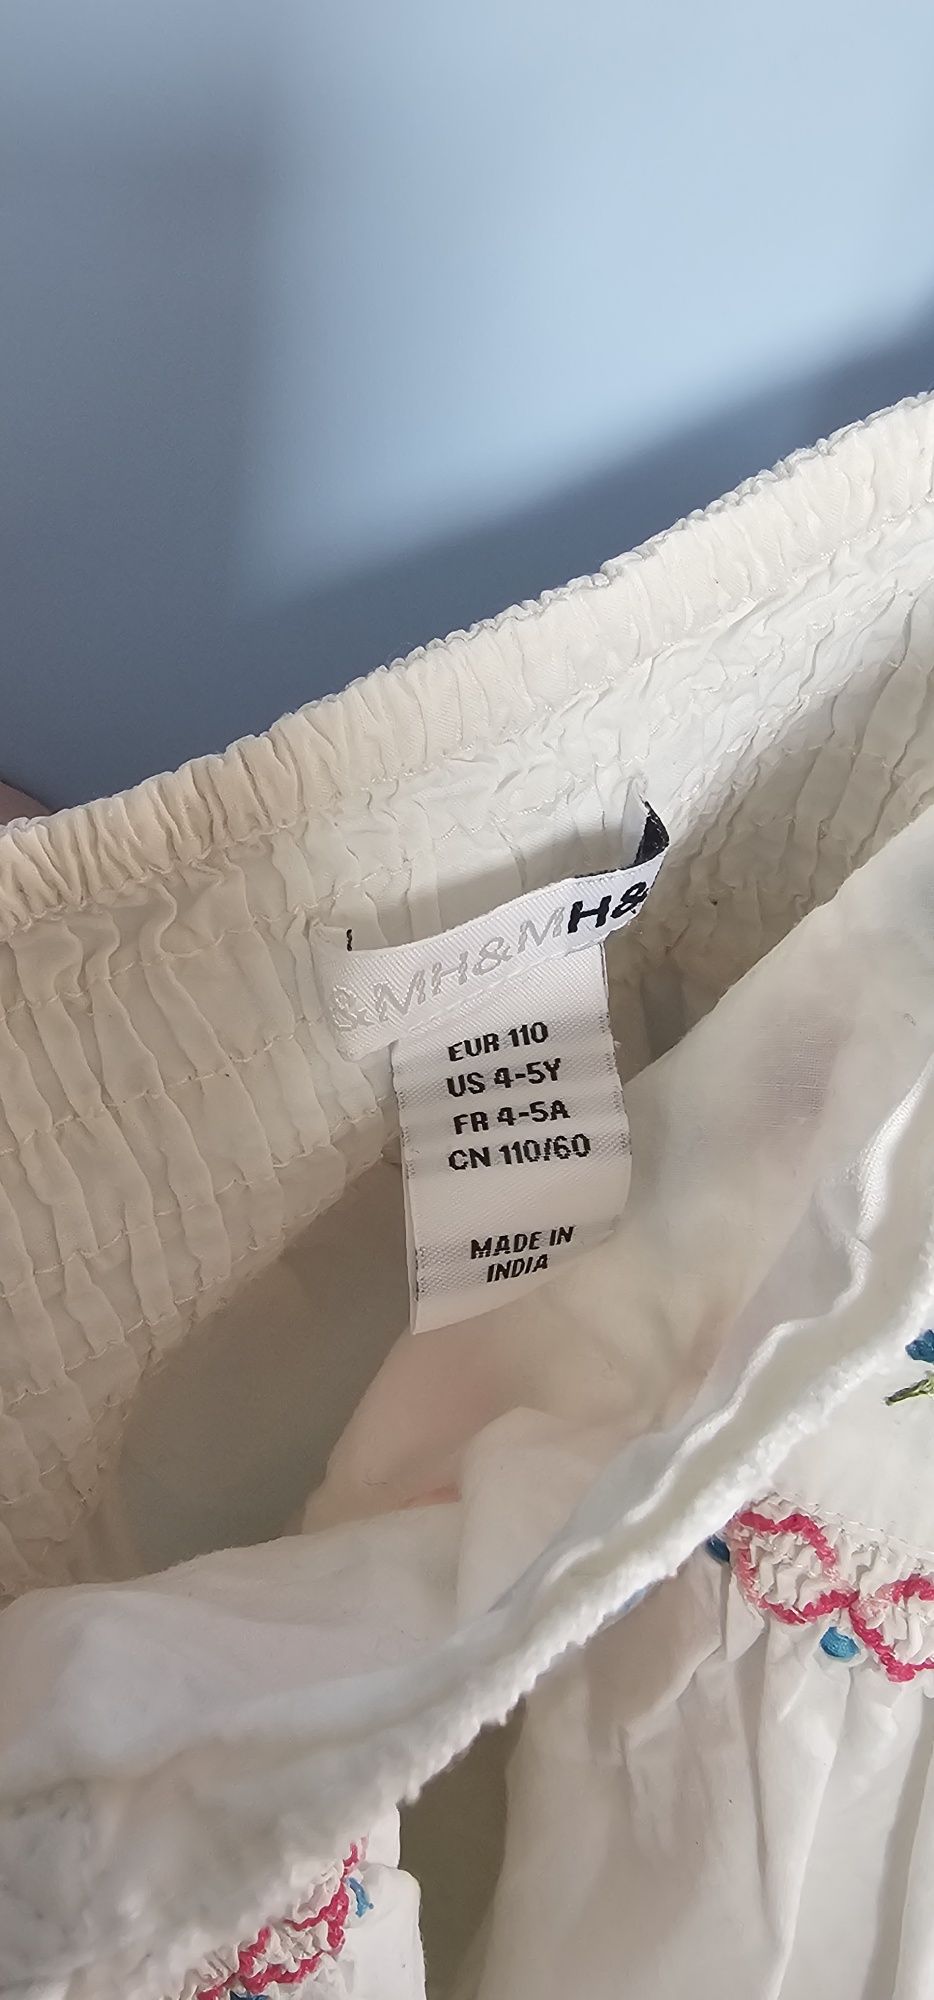 &MH&MH&
EUR 110
US 4-5Y
FR 4-5A
CN 110/60
MADE IN
INDIA